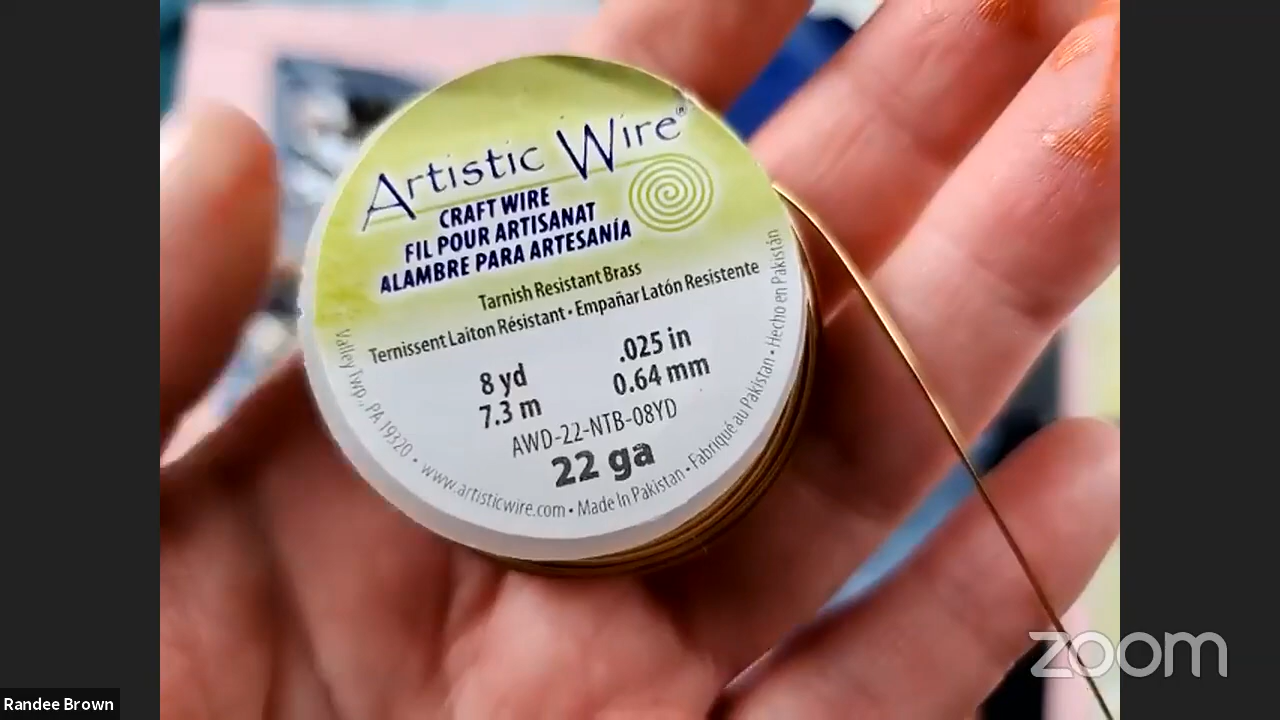 Artistic Wire®
CRAFT WIRE
FIL POUR ARTISANAT
ALAMBRE PARA ARTESANÍA
Tarnish Resistant Brass
Ternissent Laiton Résistant • Empañar Latón Resistente
8 yd .025 in
7.3 m 0.64 mm
AWD-22-NTB-08YD
22 ga
Valley Twp., PA 19320 • www.artisticwire.com • Made In Pakistan • Fabriqué au Pakistan • Hecho en Pakistán
zoom
Randee Brown